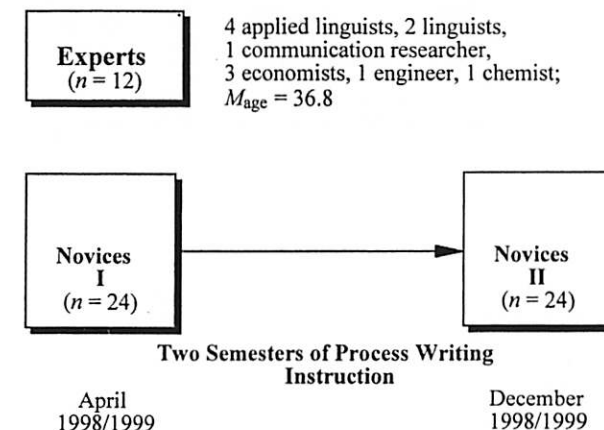 Experts
(n = 12)
4 applied linguists, 2 linguists,
1 communication researcher,
3 economists, 1 engineer, 1 chemist;
Mage = 36.8
Novices
I
(n = 24)
Novices
II
(n = 24)
Two Semesters of Process Writing
Instruction
April
1998/1999
December
1998/1999